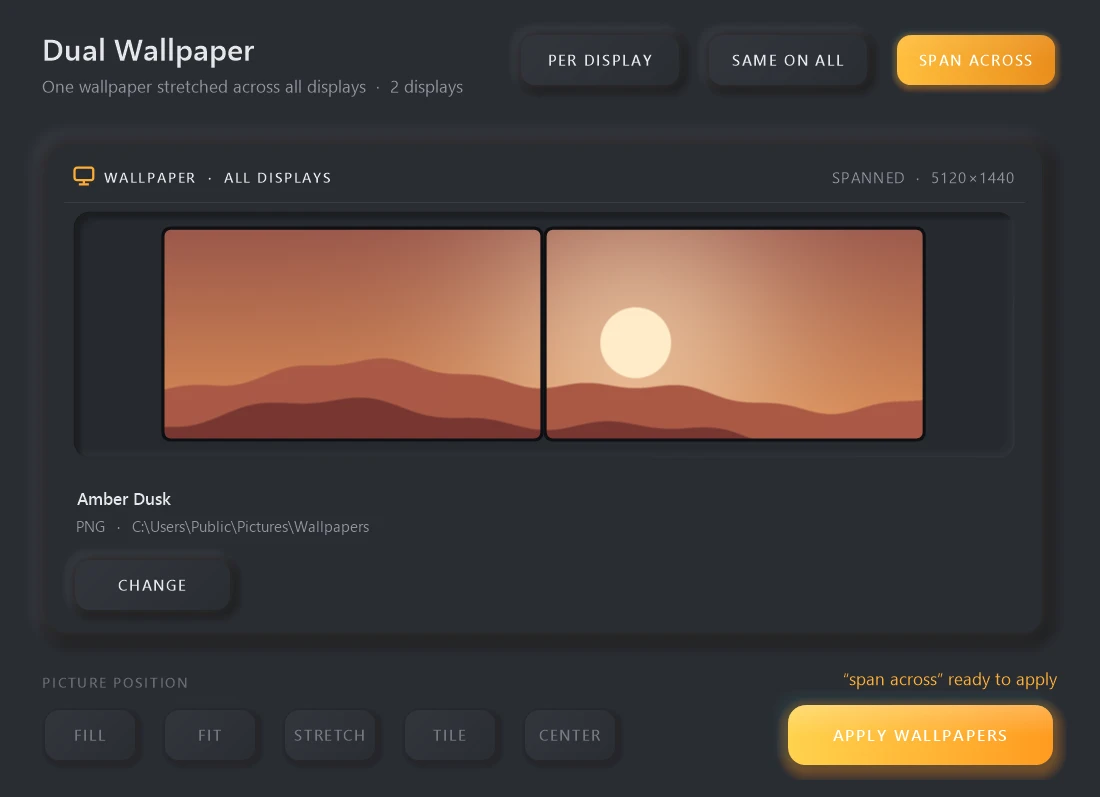 Dual Wallpaper
One wallpaper stretched across all displays · 2 displays
PER DISPLAY
SAME ON ALL
SPAN ACROSS
WALLPAPER · ALL DISPLAYS
SPANNED · 5120×1440
Amber Dusk
PNG · C:\Users\Public\Pictures\Wallpapers
CHANGE
PICTURE POSITION
FILL
FIT
STRETCH
TILE
CENTER
“span across” ready to apply
APPLY WALLPAPERS